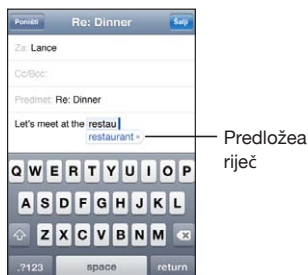 Poništi Re: Dinner Šalji
Za: Lance
Cc/Bcc:
Predmet: Re: Dinner
Let's meet at the restau
restaurant ×
Predložea
riječ
Q W E R T Y U I O P
A S D F G H J K L
Z X C V B N M
.?123 space return